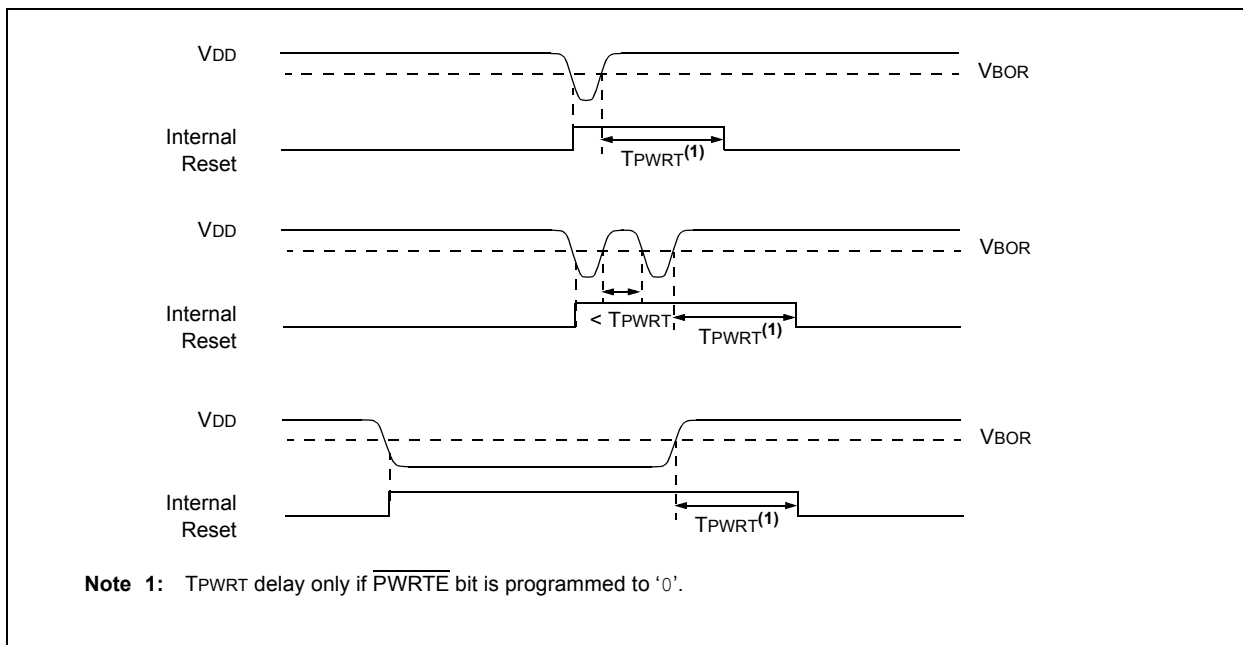 VDD
VBOR
Internal
Reset
TPWRT(1)
VDD
VBOR
Internal
Reset
< TPWRT
TPWRT(1)
VDD
VBOR
Internal
Reset
TPWRT(1)
Note 1: TPWRT delay only if PWRTE bit is programmed to ‘0’.